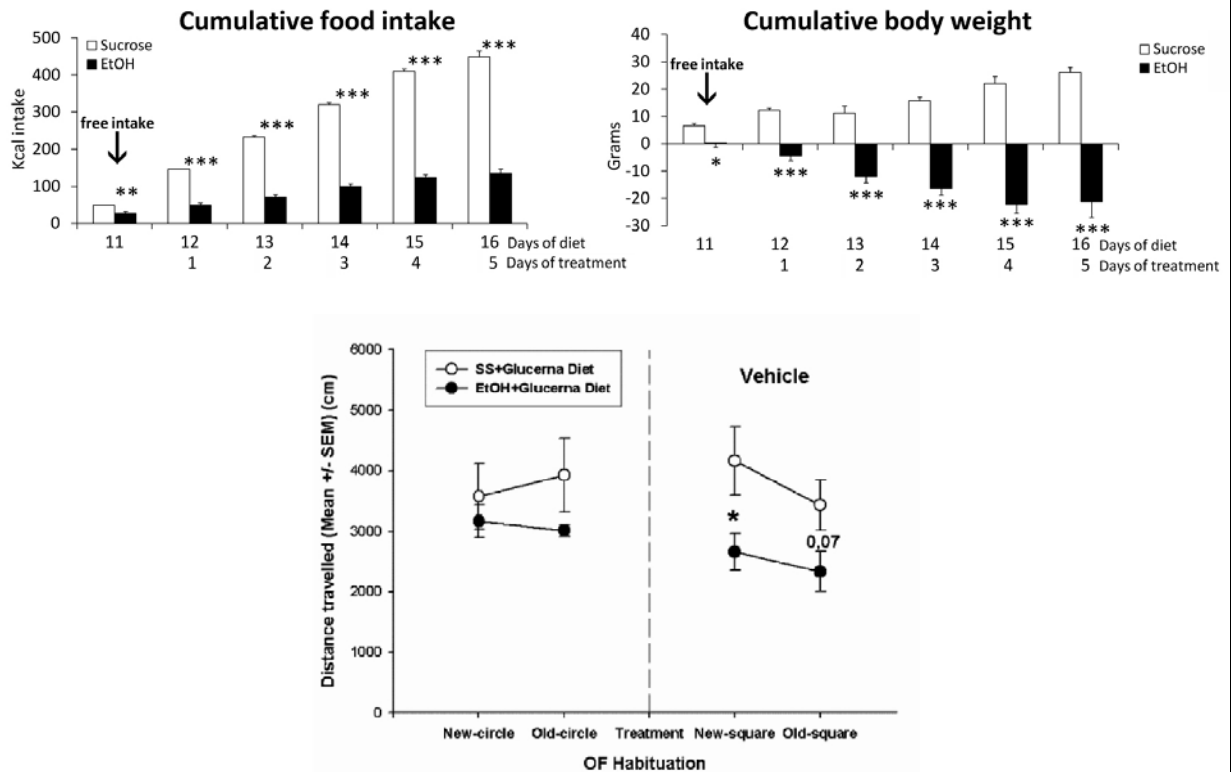 Cumulative food intake
Kcal intake
500
400
300
200
100
0
Sucrose
EtOH
free intake
**
***
***
***
***
***
11 12 13 14 15 16 Days of diet
1 2 3 4 5 Days of treatment
Cumulative body weight
Grams
40
30
20
10
0
-10
-20
-30
Sucrose
EtOH
free intake
*
***
***
***
***
***
11 12 13 14 15 16 Days of diet
1 2 3 4 5 Days of treatment
Distance travelled (Mean +/- SEM) (cm)
6000
5000
4000
3000
2000
1000
0
SS+Glucerna Diet
EtOH+Glucerna Diet
Vehicle
*
0,07
New-circle Old-circle Treatment New-square Old-square
OF Habituation